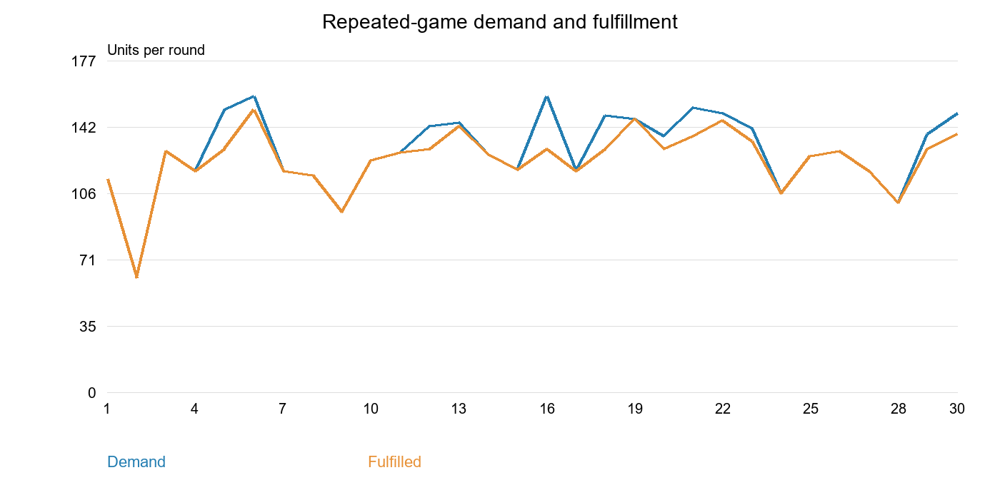 Repeated-game demand and fulfillment
Units per round
177
142
106
71
35
0
1 4 7 10 13 16 19 22 25 28 30
Demand Fulfilled